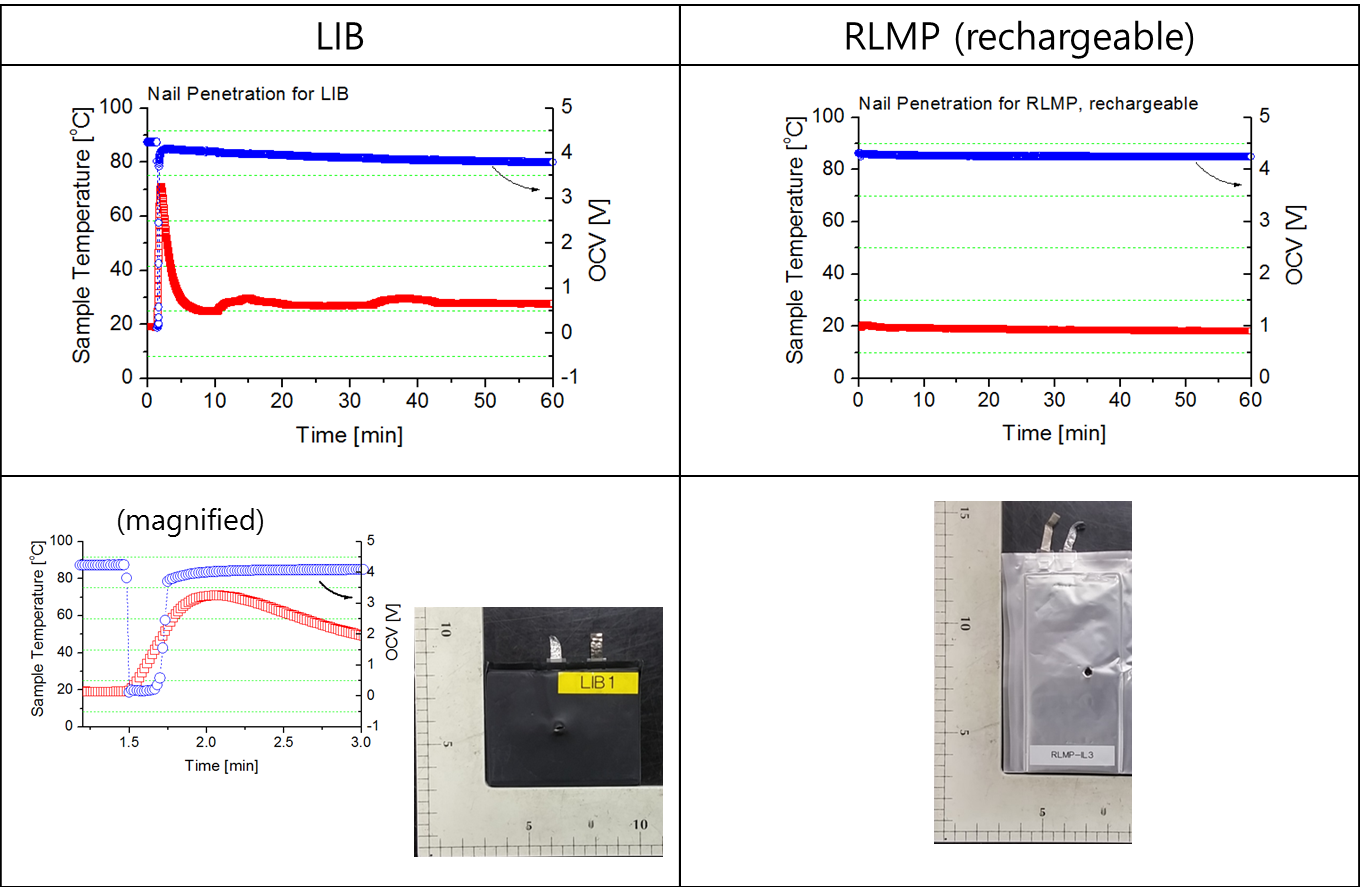 LIB
RLMP (rechargeable)
Nail Penetration for LIB
Sample Temperature [°C]
100
80
60
40
20
0
5
4
3
2
1
0
-1
OCV [V]
0 10 20 30 40 50 60
Time [min]
Nail Penetration for RLMP, rechargeable
Sample Temperature [°C]
100
80
60
40
20
0
5
4
3
2
1
0
OCV [V]
0 10 20 30 40 50 60
Time [min]
(magnified)
Sample Temperature [°C]
100
80
60
40
20
0
5
4
3
2
1
0
-1
OCV [V]
1.5 2.0 2.5 3.0
Time [min]
10
5
LIB1
5 0 10
15
10
5
RLMP-IL3
5 0